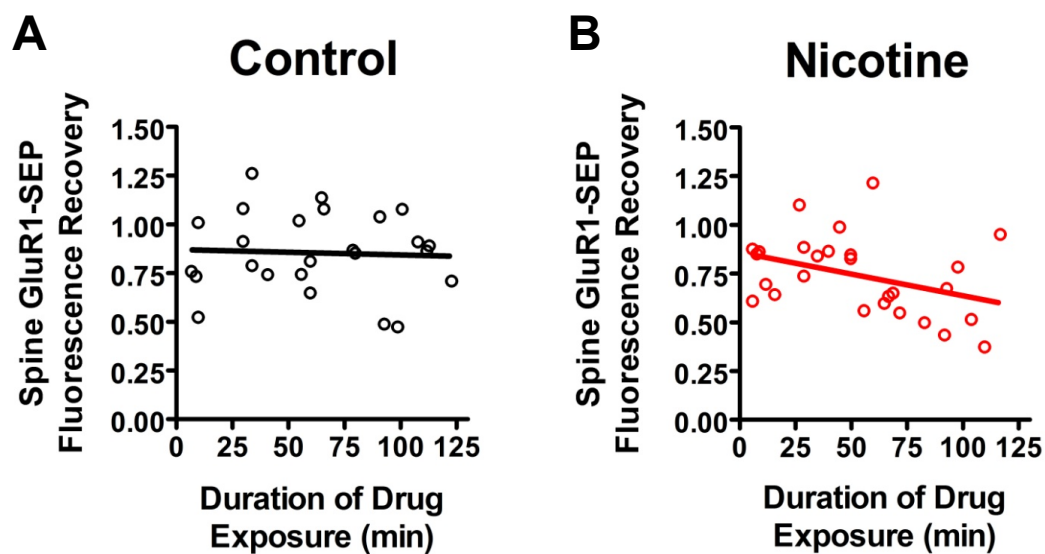 A
Control
Spine GluR1-SEP
Fluorescence Recovery
1.50
1.25
1.00
0.75
0.50
0.25
0.00
0 25 50 75 100 125
Duration of Drug
Exposure (min)
B
Nicotine
Spine GluR1-SEP
Fluorescence Recovery
1.50
1.25
1.00
0.75
0.50
0.25
0.00
0 25 50 75 100 125
Duration of Drug
Exposure (min)